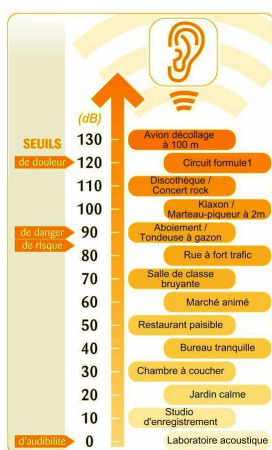 (dB)
SEUILS
130
Avion décollage
à 100 m
de douleur
120
Circuit formule1
110
Discothèque /
Concert rock
100
Klaxon /
Marteau-piqueur à 2m
de danger
90
Aboiement /
Tondeuse à gazon
de risque
80
Rue à fort trafic
70
Salle de classe
bruyante
60
Marché animé
50
Restaurant paisible
40
Bureau tranquille
30
Chambre à coucher
20
Jardin calme
10
Studio
d'enregistrement
d'audibilité
0
Laboratoire acoustique